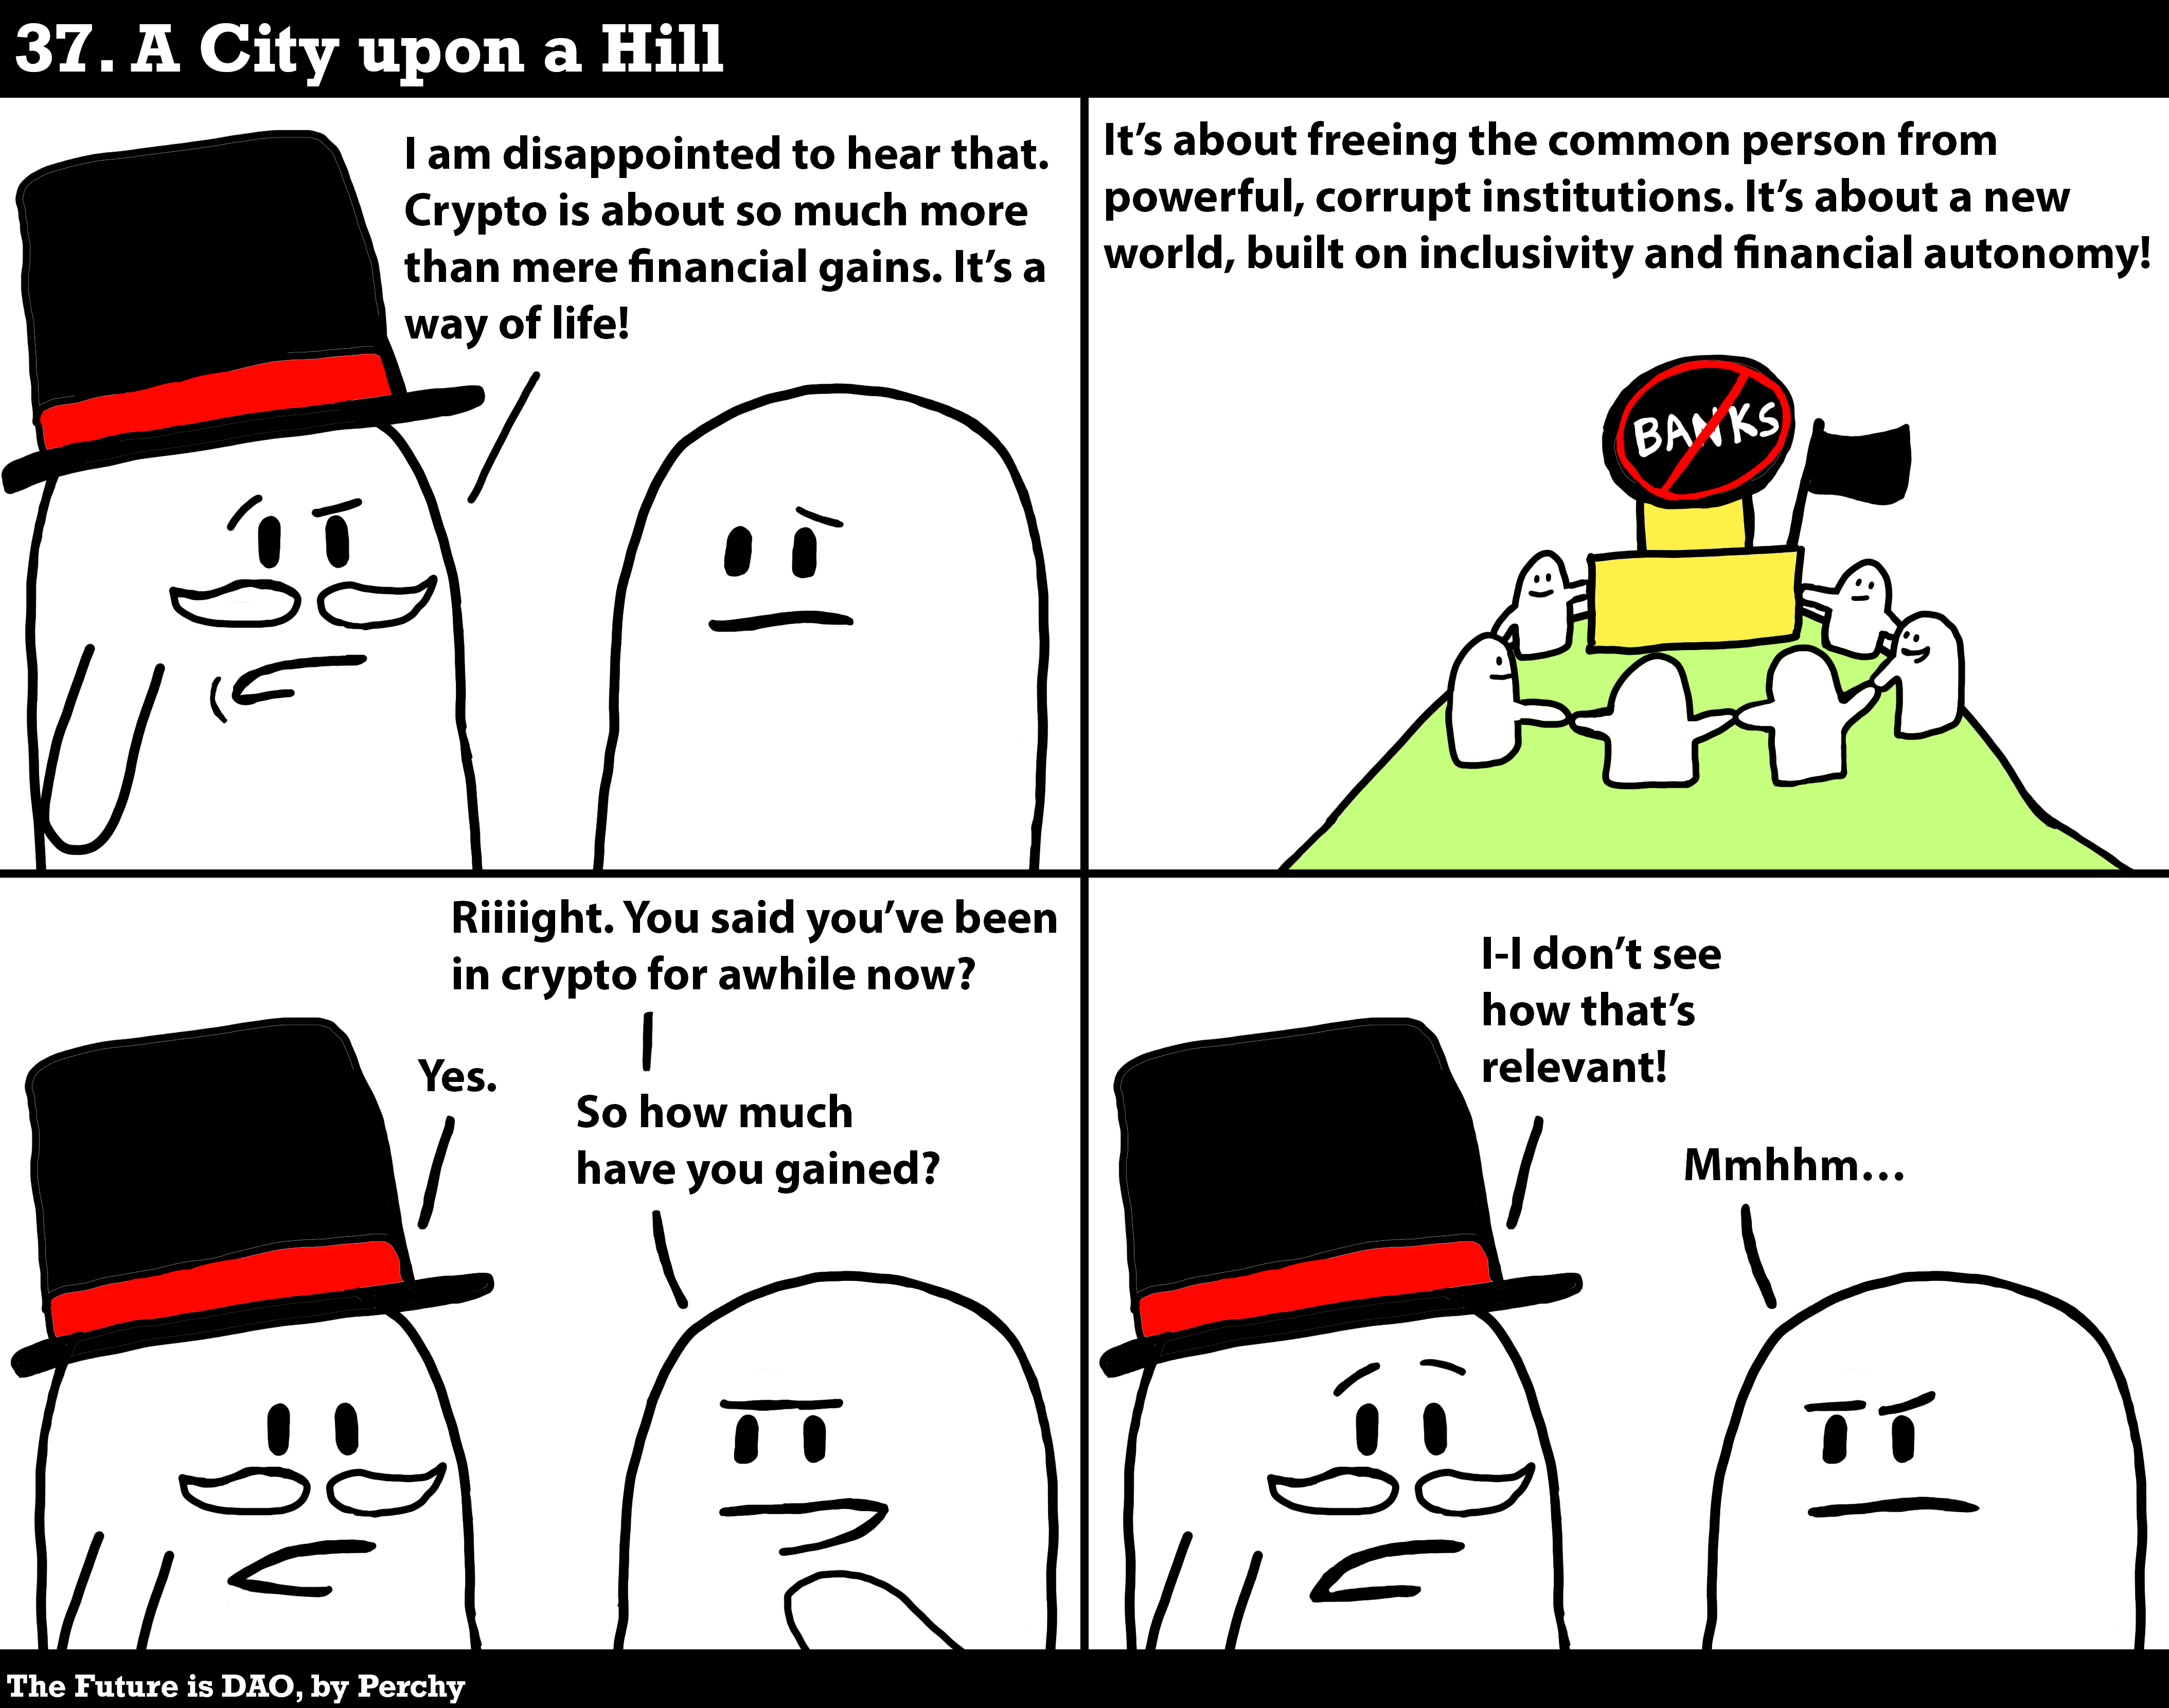 37. A City upon a Hill
I am disappointed to hear that.
Crypto is about so much more
than mere financial gains. It's a
way of life!
It's about freeing the common person from
powerful, corrupt institutions. It's about a new
world, built on inclusivity and financial autonomy!
BANKS
Riiiight. You said you've been
in crypto for awhile now?
Yes.
So how much
have you gained?
I-I don't see
how that's
relevant!
Mmhhm...
The Future is DAO, by Perchy